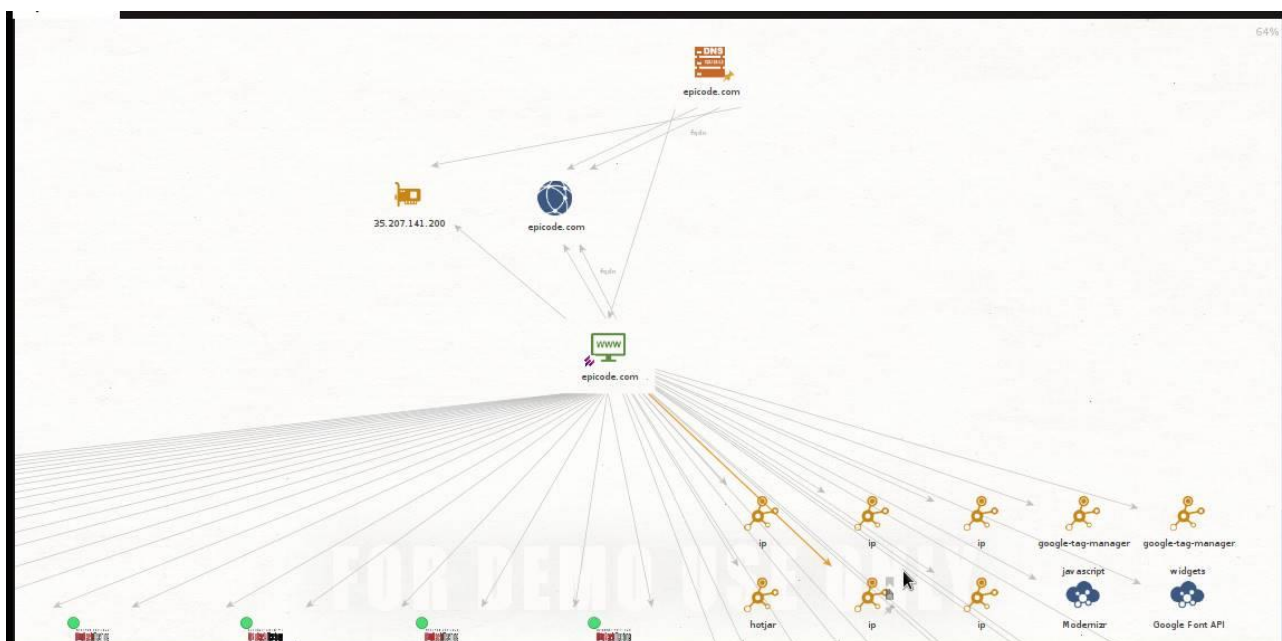 64%
DNS
epicode.com
fqdn
35.207.141.200
epicode.com
fqdn
WWW
epicode.com
ip
ip
ip
google-tag-manager
google-tag-manager
javascript
widgets
FOR DEMO USE ONLY
hotjar
ip
ip
Modernizr
Google Font API